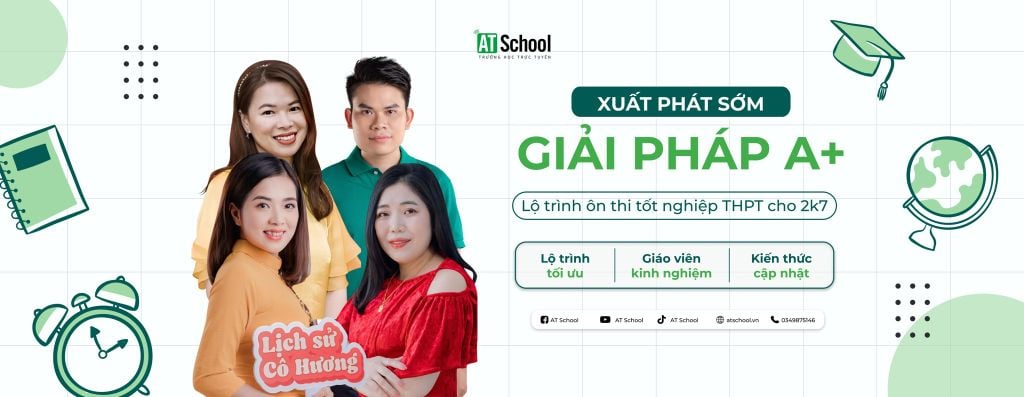 AT School
TRƯỜNG HỌC TRỰC TUYẾN
XUẤT PHÁT SỚM
GIẢI PHÁP A+
Lộ trình ôn thi tốt nghiệp THPT cho 2k7
Lộ trình
tối ưu
Giáo viên
kinh nghiệm
Kiến thức
cập nhật
AT School
AT School
AT School
atschool.vn
0349875146
Lịch sử
Cô Hương